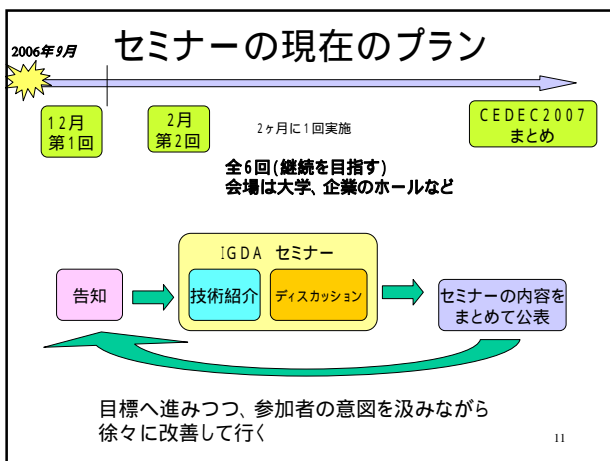 セミナーの現在のプラン
2006年9月
12月
第1回
2月
第2回
2ヶ月に1回実施
CEDEC2007
まとめ
全6回(継続を目指す)
会場は大学、企業のホールなど
IGDA セミナー
告知
技術紹介
ディスカッション
セミナーの内容を
まとめて公表
目標へ進みつつ、参加者の意図を汲みながら
徐々に改善して行く
11